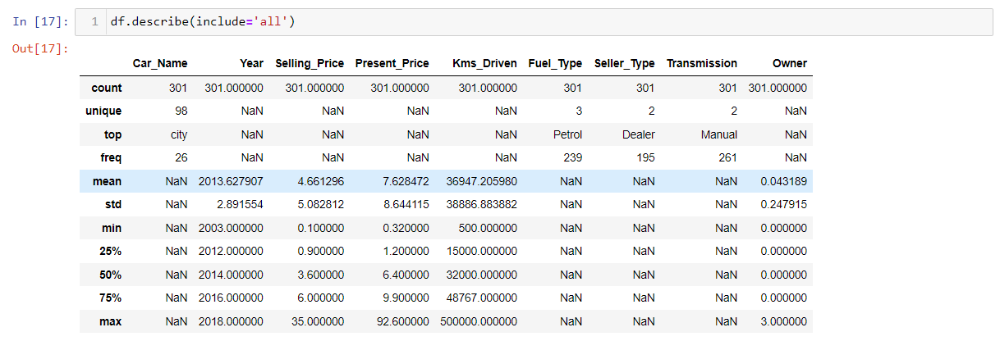 In [17]: 1 df.describe(include='all')
Out[17]:
Car_Name Year Selling_Price Present_Price Kms_Driven Fuel_Type Seller_Type Transmission Owner
count 301 301.000000 301.000000 301.000000 301.000000 301 301 301 301.000000
unique 98 NaN NaN NaN NaN 3 2 2 NaN
top city NaN NaN NaN NaN Petrol Dealer Manual NaN
freq 26 NaN NaN NaN NaN 239 195 261 NaN
mean NaN 2013.627907 4.661296 7.628472 36947.205980 NaN NaN NaN 0.043189
std NaN 2.891554 5.082812 8.644115 38886.883882 NaN NaN NaN 0.247915
min NaN 2003.000000 0.100000 0.320000 500.000000 NaN NaN NaN 0.000000
25% NaN 2012.000000 0.900000 1.200000 15000.000000 NaN NaN NaN 0.000000
50% NaN 2014.000000 3.600000 6.400000 32000.000000 NaN NaN NaN 0.000000
75% NaN 2016.000000 6.000000 9.900000 48767.000000 NaN NaN NaN 0.000000
max NaN 2018.000000 35.000000 92.600000 500000.000000 NaN NaN NaN 3.000000